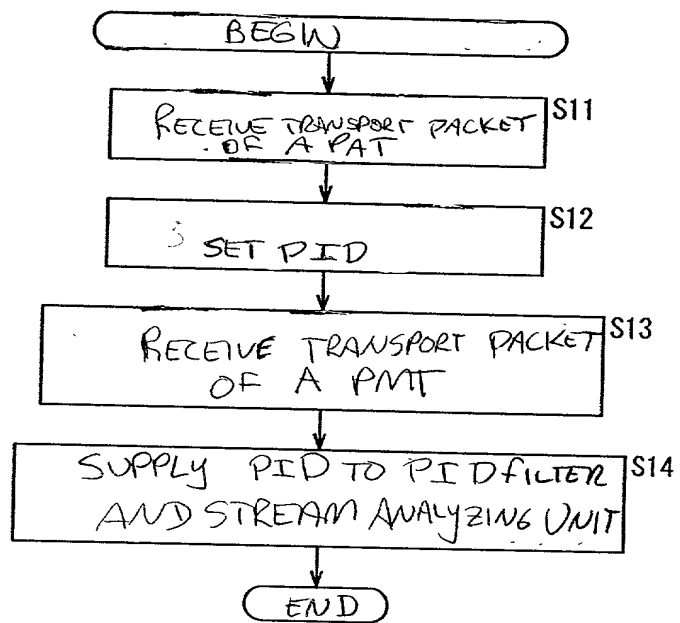 BEGIN
S11
RECEIVE TRANSPORT PACKET
OF A PAT
S12
SET PID
S13
RECEIVE TRANSPORT PACKET
OF A PMT
S14
SUPPLY PID TO PID FILTER
AND STREAM ANALYZING UNIT
END